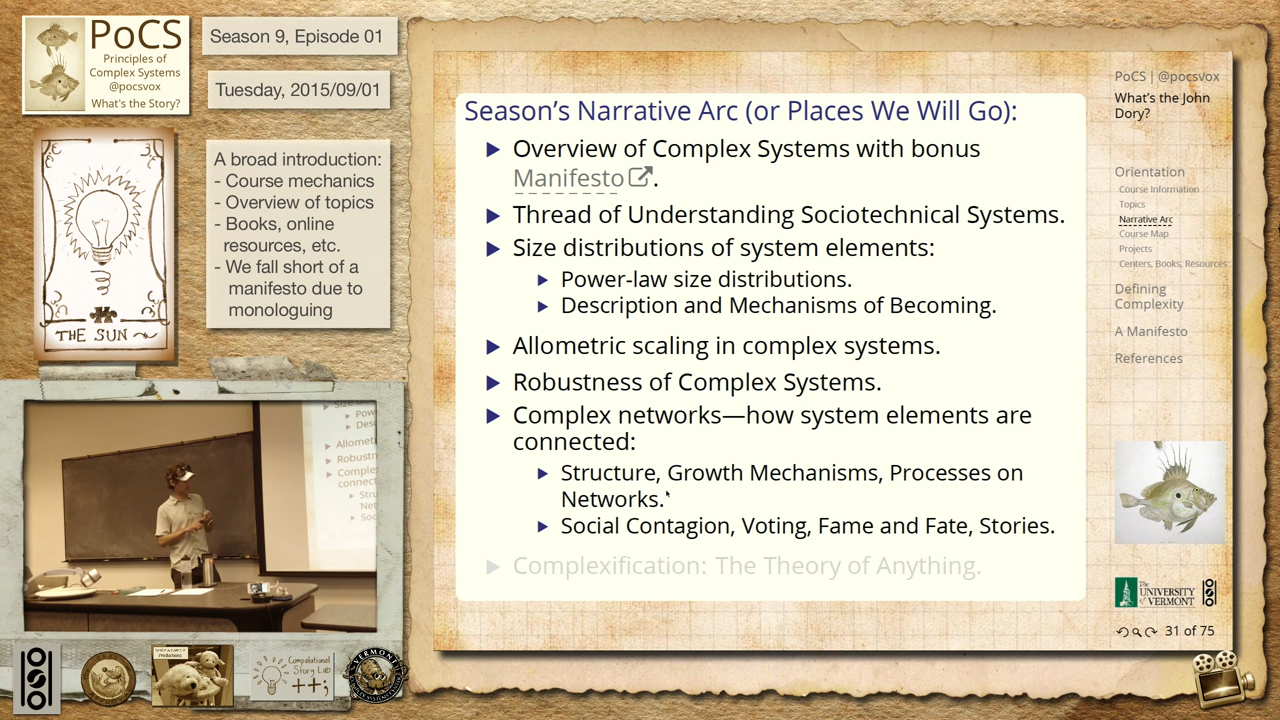 PoCS
Principles of
Complex Systems
@pocsvox
What's the Story?
Season 9, Episode 01
Tuesday, 2015/09/01
A broad introduction:
- Course mechanics
- Overview of topics
- Books, online
resources, etc.
- We fall short of a
manifesto due to
monologuing
THE SUN
Season's Narrative Arc (or Places We Will Go):
Overview of Complex Systems with bonus
Manifesto.
Thread of Understanding Sociotechnical Systems.
Size distributions of system elements:
Power-law size distributions.
Description and Mechanisms of Becoming.
Allometric scaling in complex systems.
Robustness of Complex Systems.
Complex networks—how system elements are
connected:
Structure, Growth Mechanisms, Processes on
Networks.
Social Contagion, Voting, Fame and Fate, Stories.
Complexification: The Theory of Anything.
PoCS | @pocsvox
What's the John
Dory?
Orientation
Course Information
Topics
Narrative Arc
Course Map
Projects
Centers, Books, Resources
Defining
Complexity
A Manifesto
References
The
UNIVERSITY
of VERMONT
31 of 75
Computational
Story Lab
++;
VERMONT